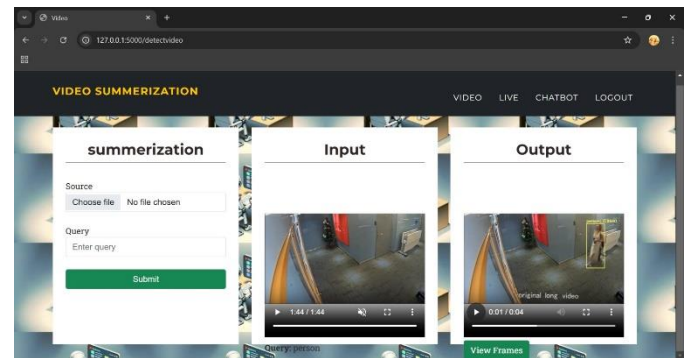 Video
127.0.0.1:5000/detectvideo
VIDEO SUMMERIZATION
VIDEO LIVE CHATBOT LOGOUT
summerization
Source
Choose file No file chosen
Query
Enter query
Submit
Input
1:44 / 1:44
Query: person
Output
original long video
0:01 / 0:04
View Frames